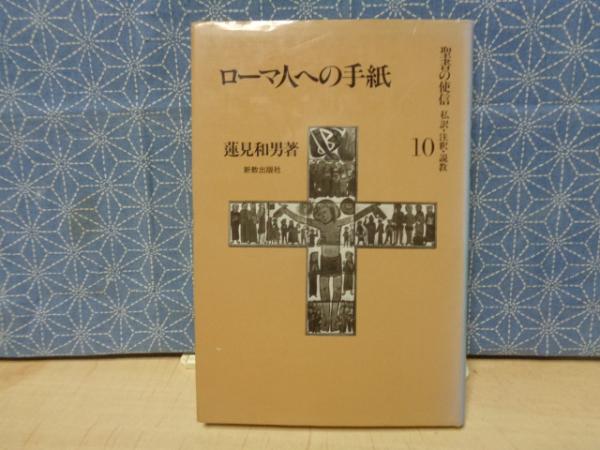 ローマ人への手紙
蓮見和男著
新教出版社
聖書の使信 私訳・注釈・説教
10